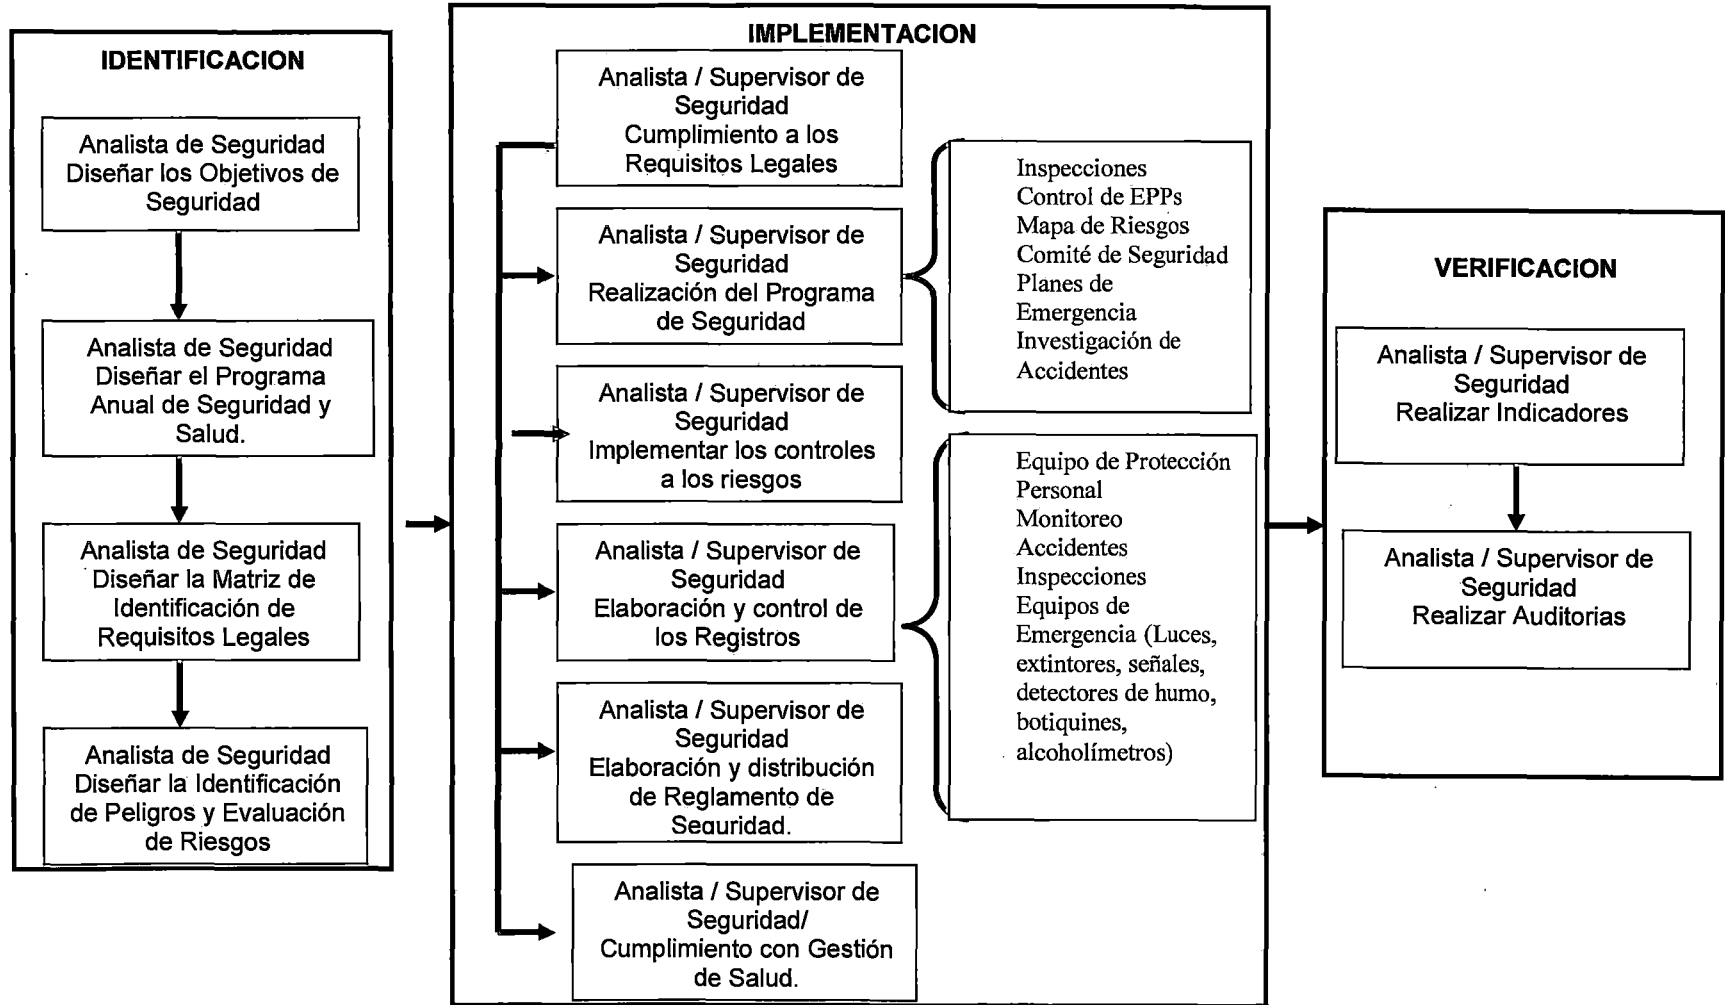 IDENTIFICACION
Analista de Seguridad
Diseñar los Objetivos de
Seguridad
Analista de Seguridad
Diseñar el Programa
Anual de Seguridad y
Salud.
Analista de Seguridad
Diseñar la Matriz de
Identificación de
Requisitos Legales
Analista de Seguridad
Diseñar la Identificación
de Peligros y Evaluación
de Riesgos
IMPLEMENTACION
Analista / Supervisor de
Seguridad
Cumplimiento a los
Requisitos Legales
Analista / Supervisor de
Seguridad
Realización del Programa
de Seguridad
Analista / Supervisor de
Seguridad
Implementar los controles
a los riesgos
Analista / Supervisor de
Seguridad
Elaboración y control de
los Registros
Analista / Supervisor de
Seguridad
Elaboración y distribución
de Reglamento de
Seguridad.
Analista / Supervisor de
Seguridad/
Cumplimiento con Gestión
de Salud.
Inspecciones
Control de EPPs
Mapa de Riesgos
Comité de Seguridad
Planes de
Emergencia
Investigación de
Accidentes
Equipo de Protección
Personal
Monitoreo
Accidentes
Inspecciones
Equipos de
Emergencia (Luces,
extintores, señales,
detectores de humo,
botiquines,
alcoholímetros)
VERIFICACION
Analista / Supervisor de
Seguridad
Realizar Indicadores
Analista / Supervisor de
Seguridad
Realizar Auditorias